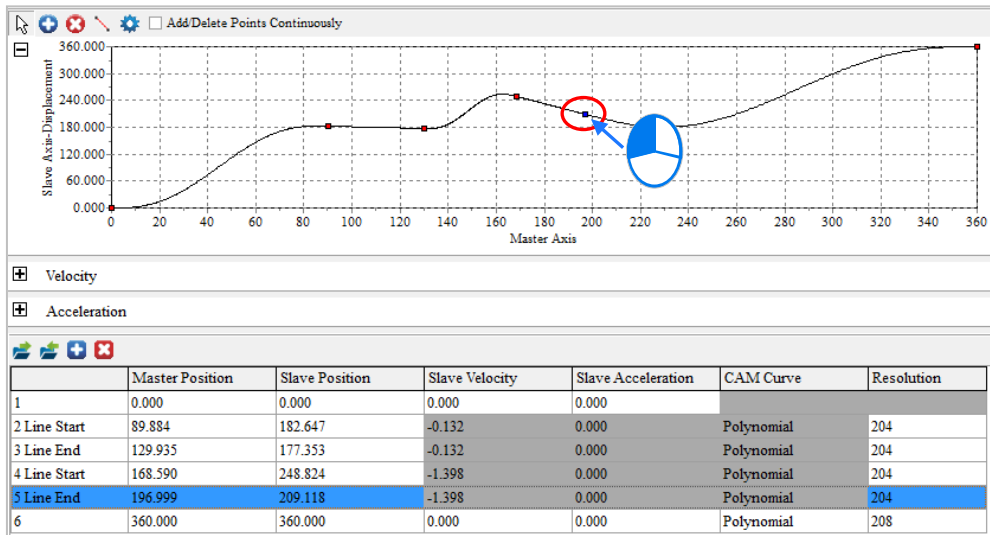 Add/Delete Points Continuously
Slave Axis-Displacement
360.000
300.000
240.000
180.000
120.000
60.000
0.000
0 20 40 60 80 100 120 140 160 180 200 220 240 260 280 300 320 340 360
Master Axis
Velocity
Acceleration
Master Position Slave Position Slave Velocity Slave Acceleration CAM Curve Resolution
1 0.000 0.000 0.000 0.000
2 Line Start 89.884 182.647 -0.132 0.000 Polynomial 204
3 Line End 129.935 177.353 -0.132 0.000 Polynomial 204
4 Line Start 168.590 248.824 -1.398 0.000 Polynomial 204
5 Line End 196.999 209.118 -1.398 0.000 Polynomial 204
6 360.000 360.000 0.000 0.000 Polynomial 208